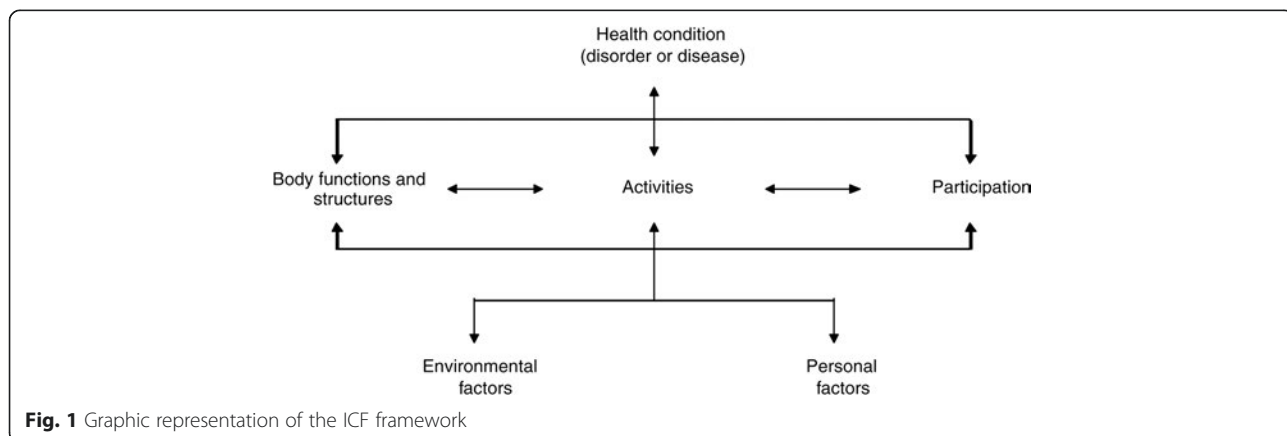 Health condition
(disorder or disease)
Body functions and
structures
Activities
Participation
Environmental
factors
Personal
factors
Fig. 1 Graphic representation of the ICF framework